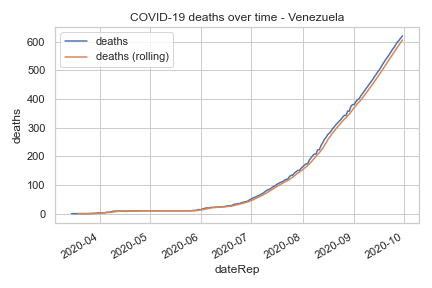 COVID-19 deaths over time - Venezuela
deaths
deaths (rolling)
600
500
400
300
200
100
0
deaths
2020-04
2020-05
2020-06
2020-07
2020-08
2020-09
2020-10
dateRep